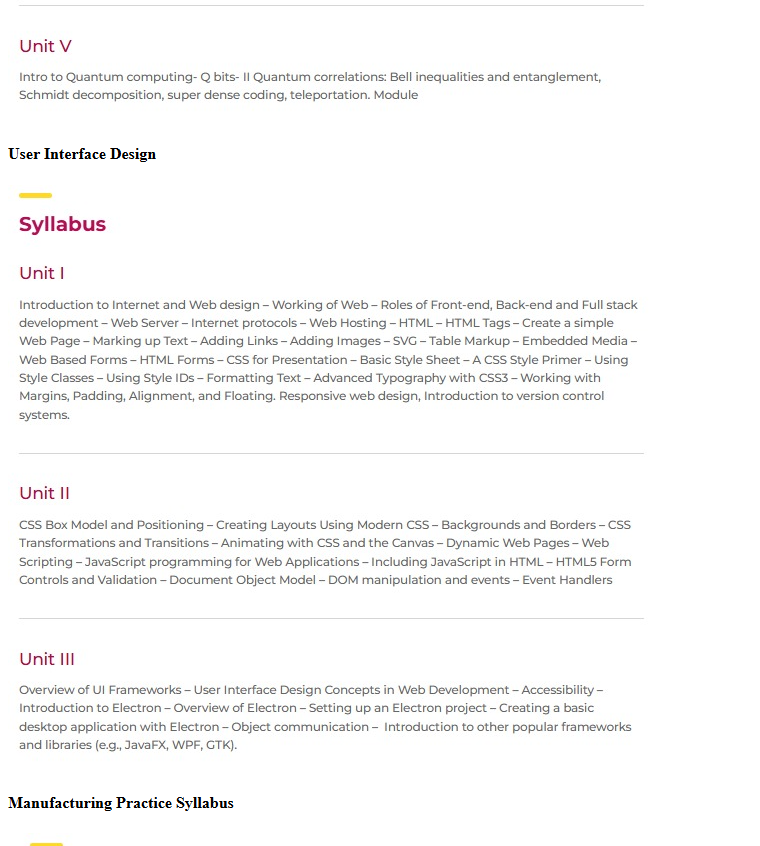 Unit V
Intro to Quantum computing- Q bits- II Quantum correlations: Bell inequalities and entanglement,
Schmidt decomposition, super dense coding, teleportation. Module
User Interface Design
Syllabus
Unit I
Introduction to Internet and Web design – Working of Web – Roles of Front-end, Back-end and Full stack
development – Web Server – Internet protocols – Web Hosting – HTML – HTML Tags – Create a simple
Web Page – Marking up Text – Adding Links – Adding Images – SVG – Table Markup – Embedded Media –
Web Based Forms – HTML Forms – CSS for Presentation – Basic Style Sheet – A CSS Style Primer – Using
Style Classes – Using Style IDs – Formatting Text – Advanced Typography with CSS3 – Working with
Margins, Padding, Alignment, and Floating. Responsive web design, Introduction to version control
systems.
Unit II
CSS Box Model and Positioning – Creating Layouts Using Modern CSS – Backgrounds and Borders – CSS
Transformations and Transitions – Animating with CSS and the Canvas – Dynamic Web Pages – Web
Scripting – JavaScript programming for Web Applications – Including JavaScript in HTML – HTML5 Form
Controls and Validation – Document Object Model – DOM manipulation and events – Event Handlers
Unit III
Overview of UI Frameworks – User Interface Design Concepts in Web Development – Accessibility –
Introduction to Electron – Overview of Electron – Setting up an Electron project – Creating a basic
desktop application with Electron – Object communication – Introduction to other popular frameworks
and libraries (e.g., JavaFX, WPF, GTK).
Manufacturing Practice Syllabus